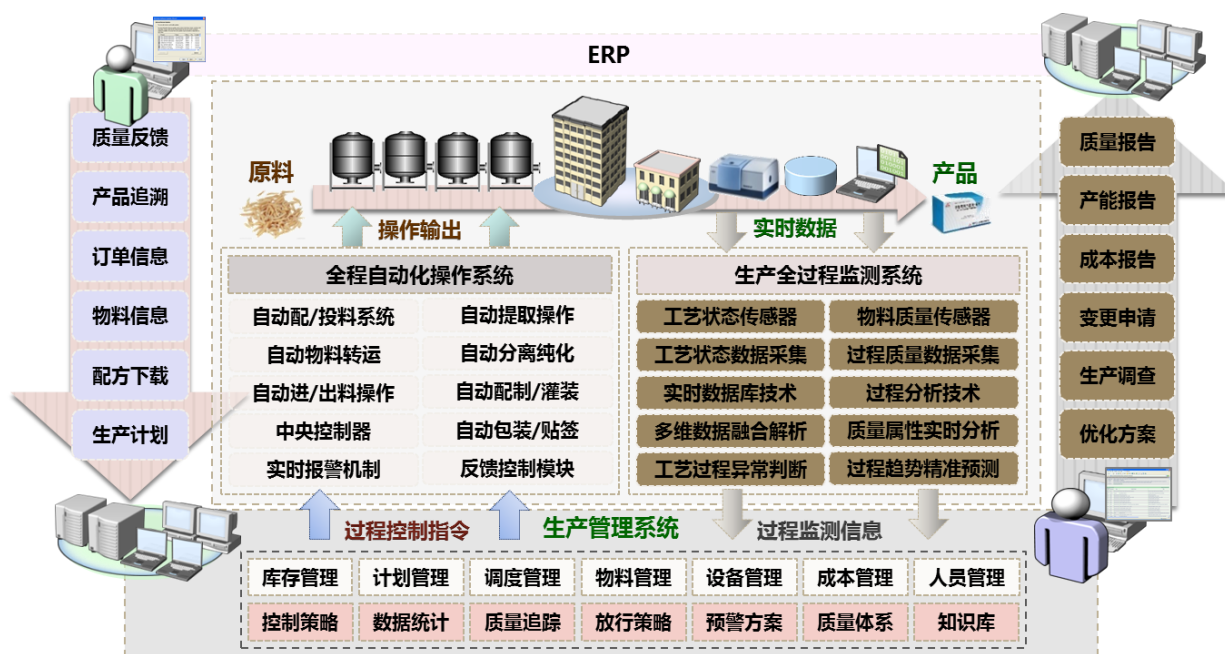 ERP
质量反馈
产品追溯
订单信息
物料信息
配方下载
生产计划
原料
产品
操作输出
实时数据
全程自动化操作系统
自动配/投料系统
自动提取操作
自动物料转运
自动分离纯化
自动进/出料操作
自动配制/灌装
中央控制器
自动包装/贴签
实时报警机制
反馈控制模块
生产全过程监测系统
工艺状态传感器
物料质量传感器
工艺状态数据采集
过程质量数据采集
实时数据库技术
过程分析技术
多维数据融合解析
质量属性实时分析
工艺过程异常判断
过程趋势精准预测
质量报告
产能报告
成本报告
变更申请
生产调查
优化方案
过程控制指令
生产管理系统
过程监测信息
库存管理
计划管理
调度管理
物料管理
设备管理
成本管理
人员管理
控制策略
数据统计
质量追踪
放行策略
预警方案
质量体系
知识库